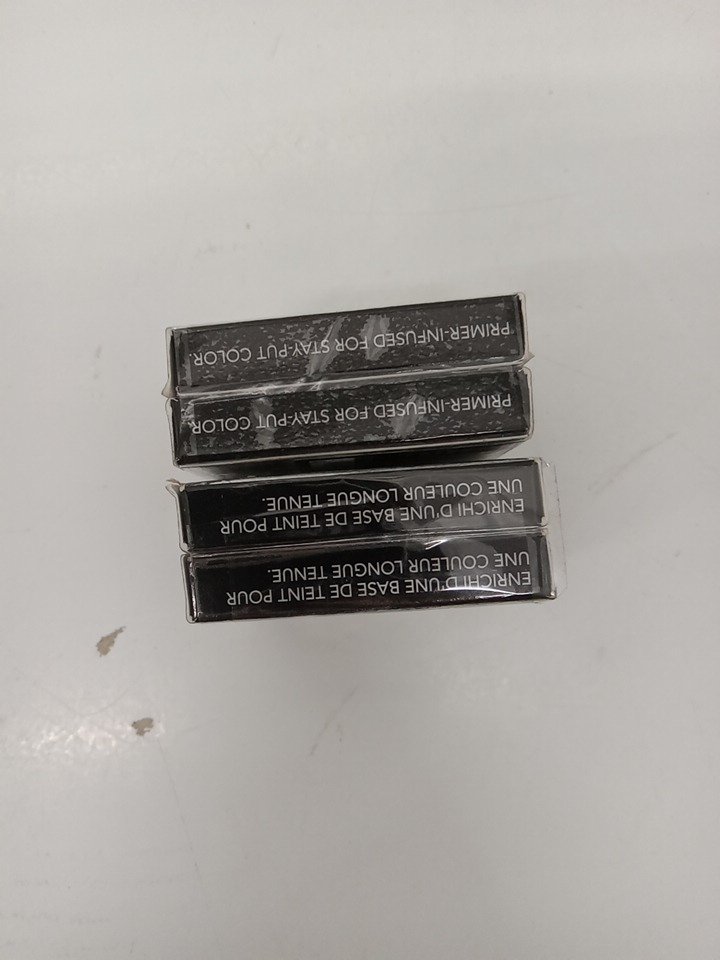 ENRICHI D'UNE BASE DE TEINT POUR
UNE COULEUR LONGUE TENUE.
ENRICHI D'UNE BASE DE TEINT POUR
UNE COULEUR LONGUE TENUE.
PRIMER-INFUSED FOR STAY-PUT COLOR.
PRIMER-INFUSED FOR STAY-PUT COLOR.